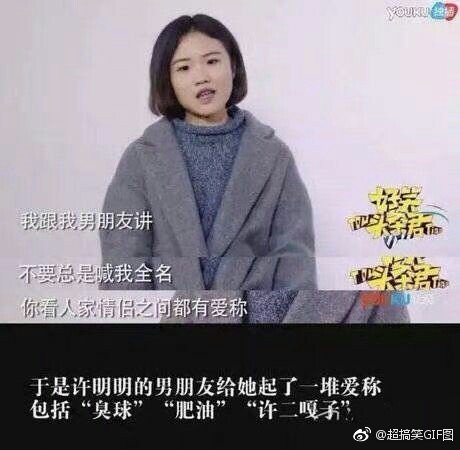 YOUKU 独播
我跟我男朋友讲
不要总是喊我全名
你看人家情侣之间都有爱称
于是许明明的男朋友给她起了一堆爱称
包括“臭球”“肥油”“许二嘎子”
@超搞笑GIF图